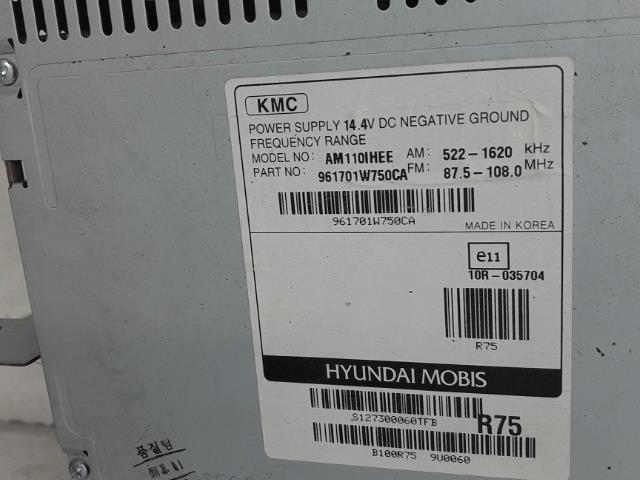 KMC
POWER SUPPLY 14.4V DC NEGATIVE GROUND
FREQUENCY RANGE
MODEL NO: AM110IHEE AM: 522-1620 kHz
PART NO: 961701W750CA FM: 87.5-108.0 MHz
961701W750CA
MADE IN KOREA
e11
10R-035704
R75
HYUNDAI MOBIS
S127300060TFB
R75
B100R75 9U0060
품질팀